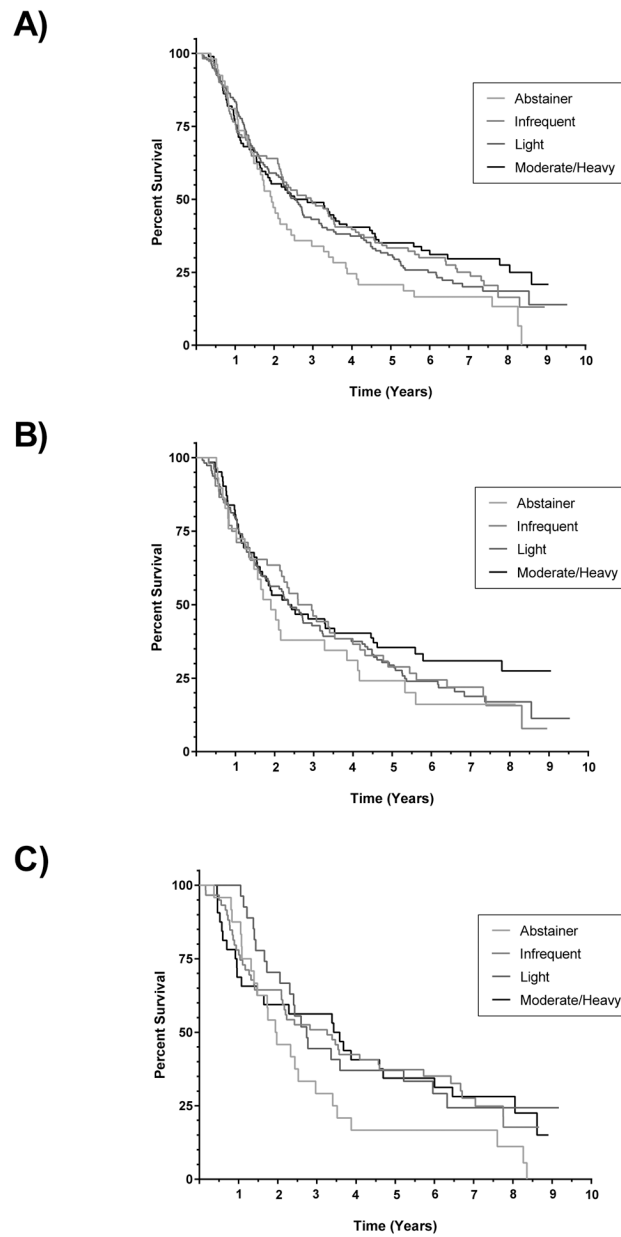 A)
100
75
50
25
0
Percent Survival
1 2 3 4 5 6 7 8 9 10
Time (Years)
Abstainer
Infrequent
Light
Moderate/Heavy
B)
100
75
50
25
0
Percent Survival
1 2 3 4 5 6 7 8 9 10
Time (Years)
Abstainer
Infrequent
Light
Moderate/Heavy
C)
100
75
50
25
0
Percent Survival
1 2 3 4 5 6 7 8 9 10
Time (Years)
Abstainer
Infrequent
Light
Moderate/Heavy